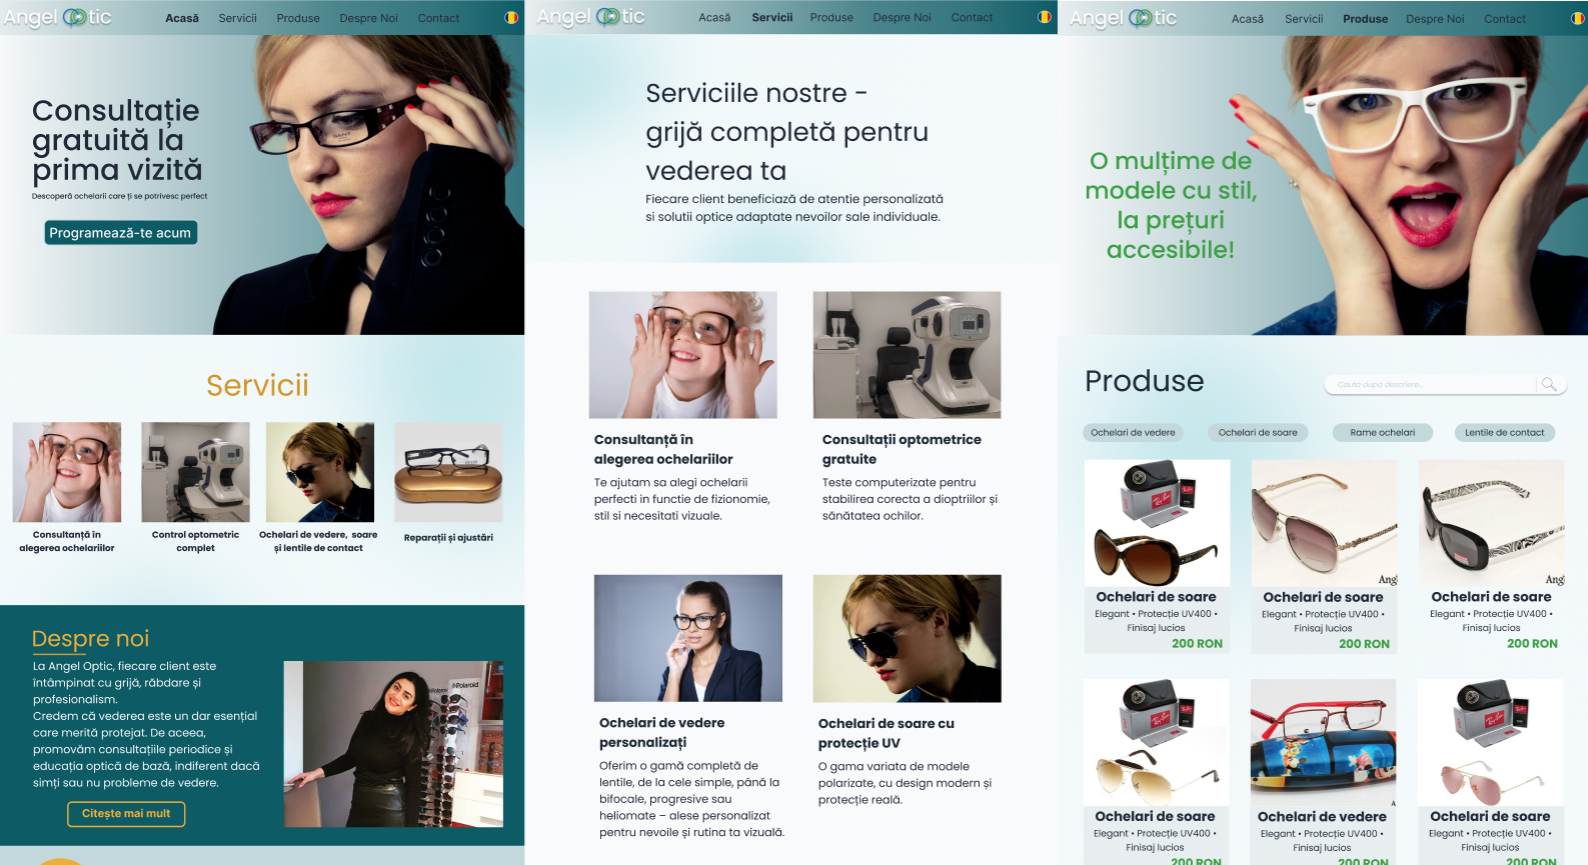 Angel Optic
Acasă
Servicii
Produse
Despre Noi
Contact
Consultație
gratuită la
prima vizită
Descoperă ochelarii care ți se potrivesc perfect
Programează-te acum
Servicii
Consultanță în
alegerea ochelariilor
Control optometric
complet
Ochelari de vedere, soare
și lentile de contact
Reparații și ajustări
Despre noi
La Angel Optic, fiecare client este
întâmpinat cu grijă, răbdare și
profesionalism.
Credem că vederea este un dar esențial
care merită protejat. De aceea,
promovăm consultațiile periodice și
educația optică de bază, indiferent dacă
simți sau nu probleme de vedere.
Polaroid
Citește mai mult
Angel Optic
Acasă
Servicii
Produse
Despre Noi
Contact
Serviciile nostre -
grijă completă pentru
vederea ta
Fiecare client beneficiază de atentie personalizată
si solutii optice adaptate nevoilor sale individuale.
Consultanță în
alegerea ochelariilor
Te ajutam sa alegi ochelarii
perfecti in functie de fizionomie,
stil si necesitati vizuale.
Consultații optometrice
gratuite
Teste computerizate pentru
stabilirea corecta a dioptriilor și
sănătatea ochilor.
Ochelari de vedere
personalizați
Oferim o gamă completă de
lentile, de la cele simple, până la
bifocale, progresive sau
heliomate – alese personalizat
pentru nevoile și rutina ta vizuală.
Ochelari de soare cu
protecție UV
O gama variata de modele
polarizate, cu design modern și
protecție reală.
Angel Optic
Acasă
Servicii
Produse
Despre Noi
Contact
O mulțime de
modele cu stil,
la prețuri
accesibile!
Produse
Cauta dupa descriere..
Ochelari de vedere
Ochelari de soare
Rame ochelari
Lentile de contact
Ray-Ban
Ochelari de soare
Elegant • Protecție UV400 •
Finisaj lucios
200 RON
Ang
Ochelari de soare
Elegant • Protecție UV400 •
Finisaj lucios
200 RON
Ang
Ochelari de soare
Elegant • Protecție UV400 •
Finisaj lucios
200 RON
Ray-Ban
Ochelari de soare
Elegant • Protecție UV400 •
Finisaj lucios
200 RON
A
Ochelari de vedere
Elegant • Protecție UV400 •
Finisaj lucios
200 RON
Ray-Ban
Ochelari de soare
Elegant • Protecție UV400 •
Finisaj lucios
200 RON